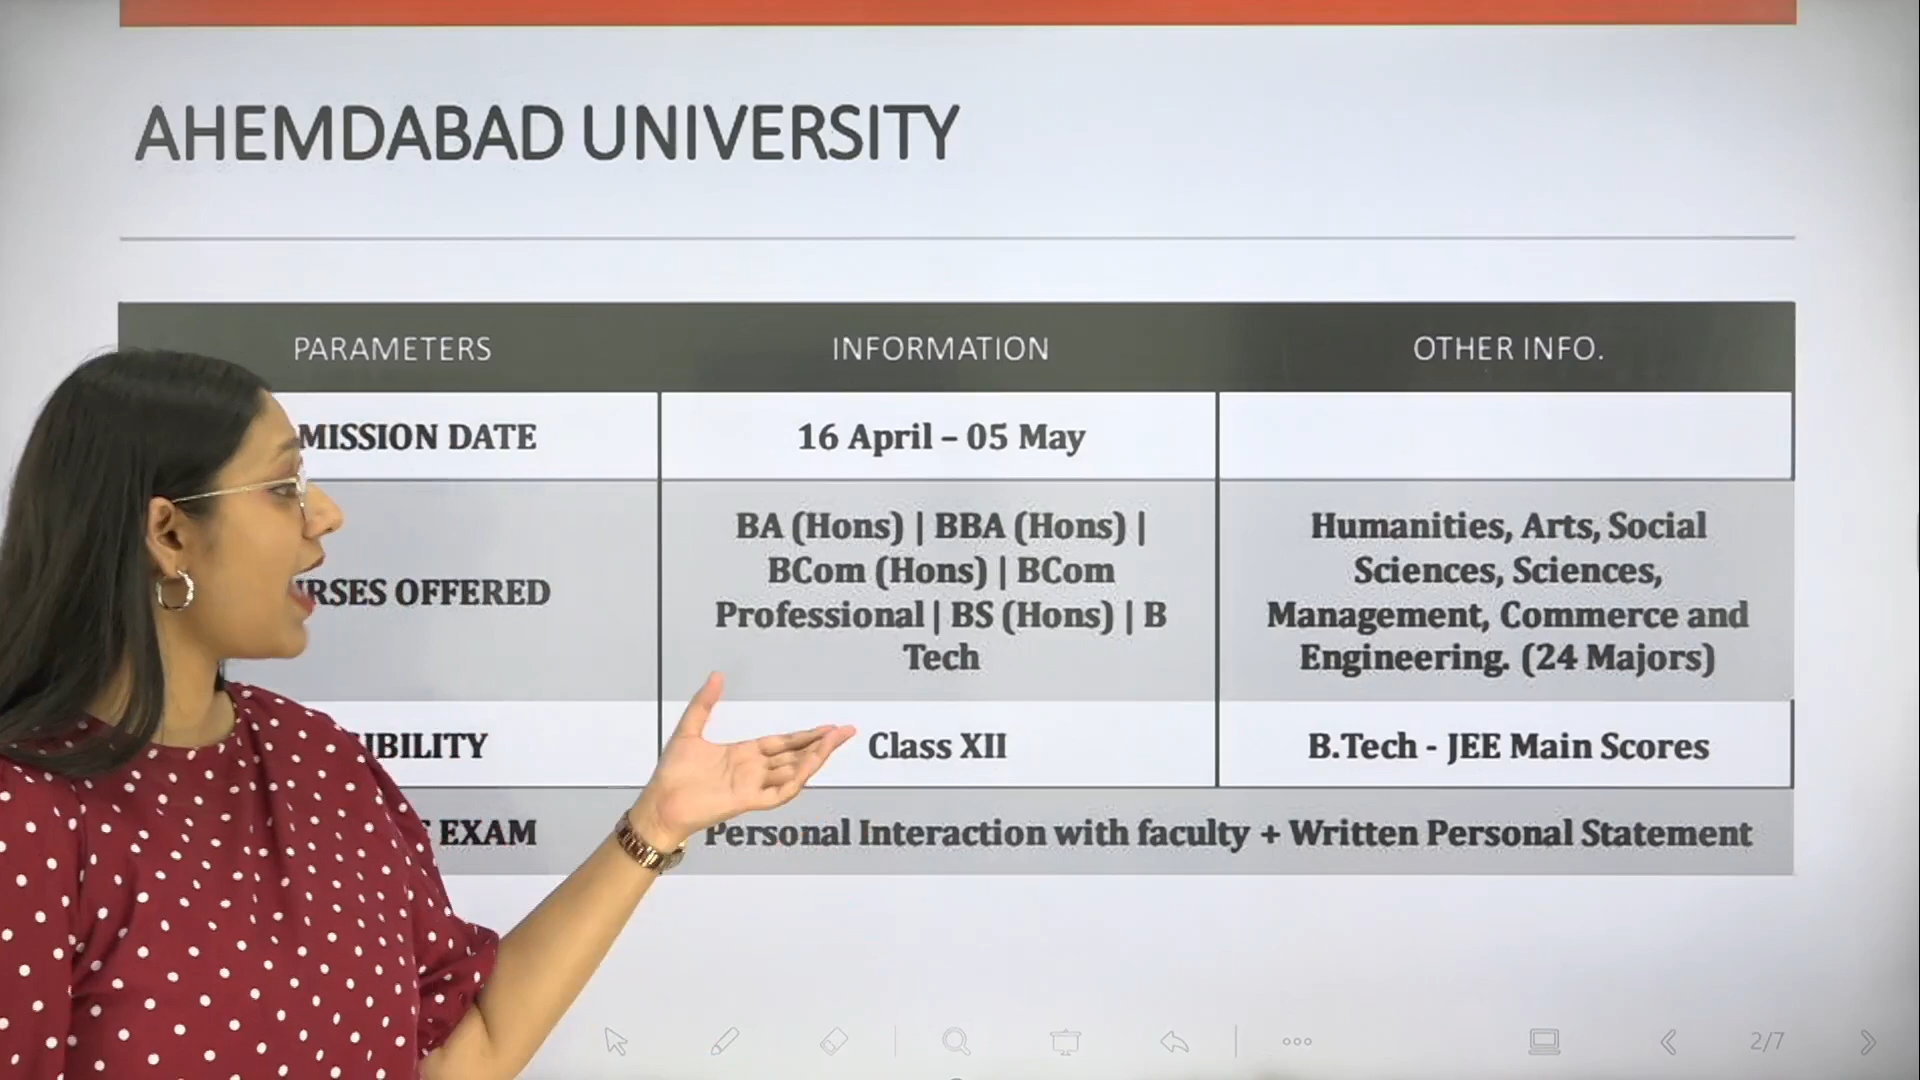 AHEMDABAD UNIVERSITY
PARAMETERS INFORMATION OTHER INFO.
MISSION DATE 16 April – 05 May
BA (Hons) | BBA (Hons) | Humanities, Arts, Social
BCom (Hons) | BCom Sciences, Sciences,
RSES OFFERED
Professional | BS (Hons) | B Management, Commerce and
Tech Engineering. (24 Majors)
IBILITY Class XII B.Tech - JEE Main Scores
EXAM Personal Interaction with faculty + Written Personal Statement
2/7